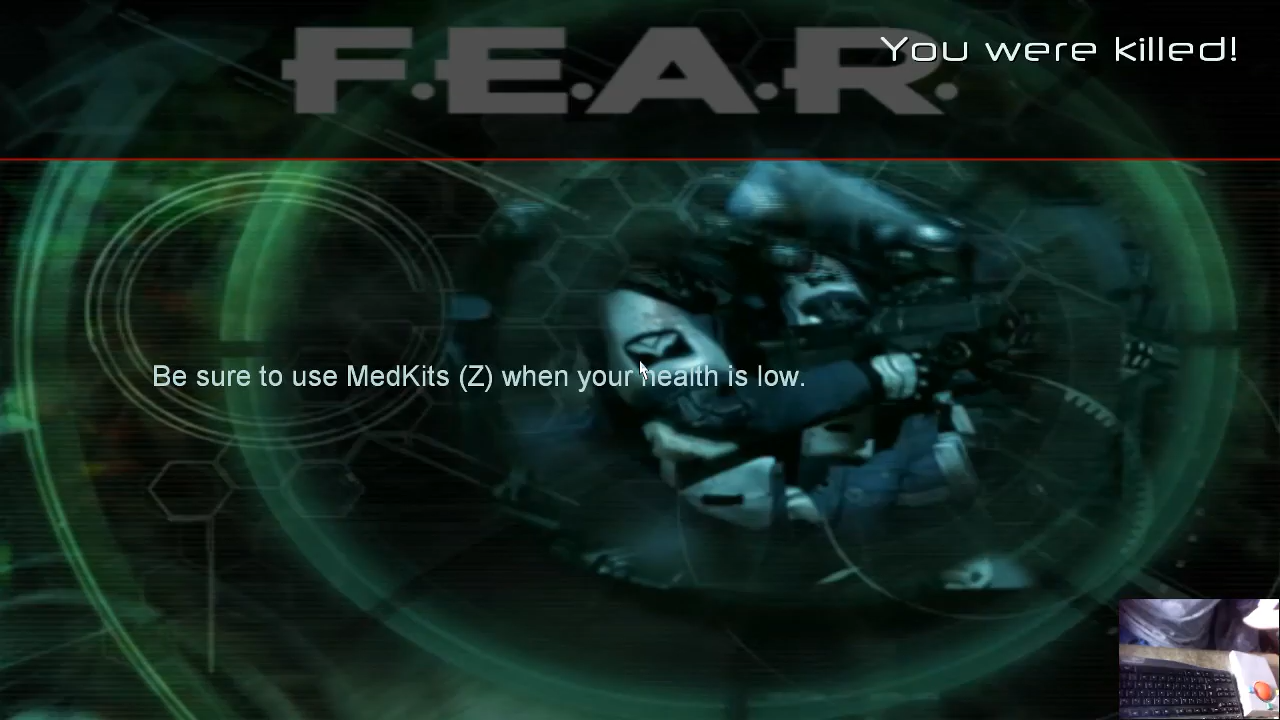 F.E.A.R.
You were killed!
Be sure to use MedKits (Z) when your health is low.